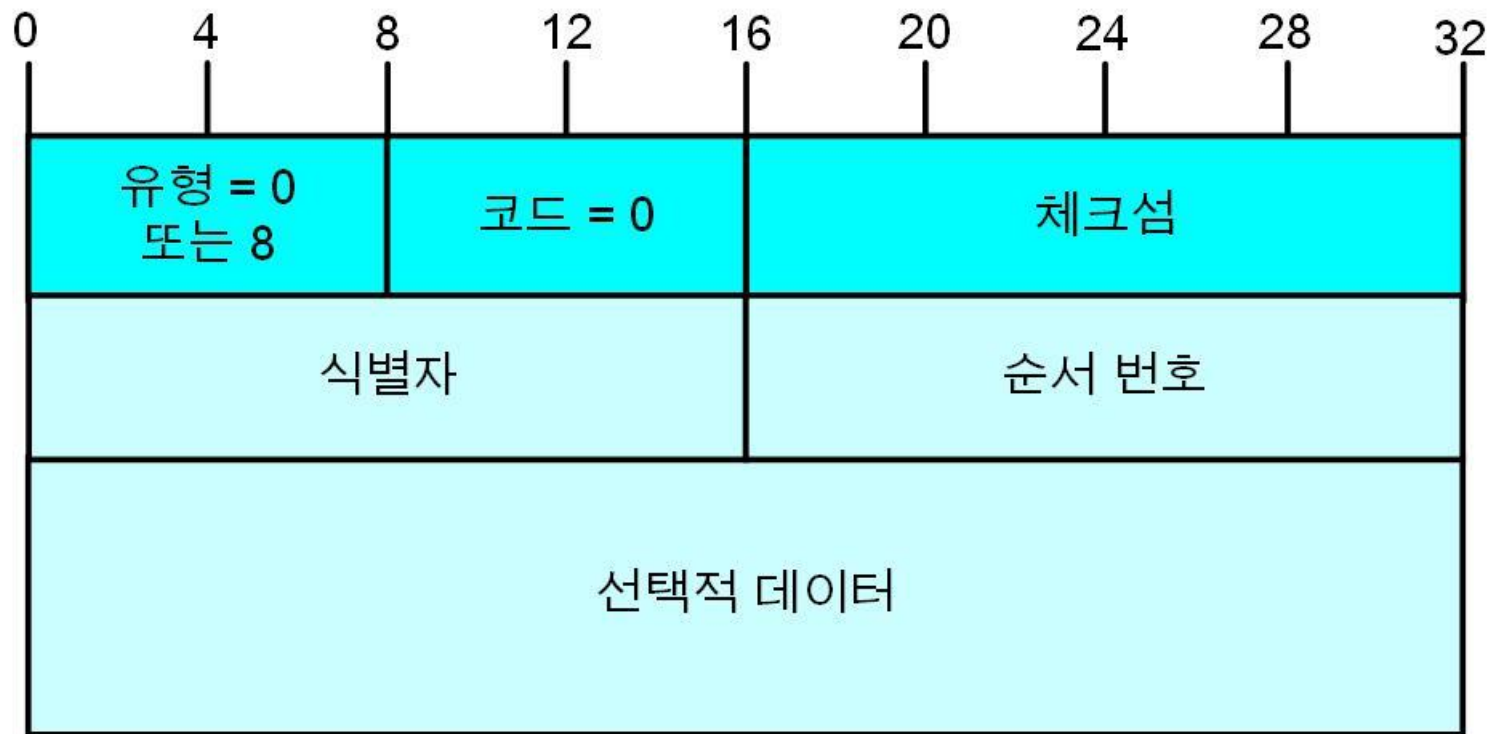 0 4 8 12 16 20 24 28 32
유형 = 0
또는 8
코드 = 0
체크섬
식별자
순서 번호
선택적 데이터